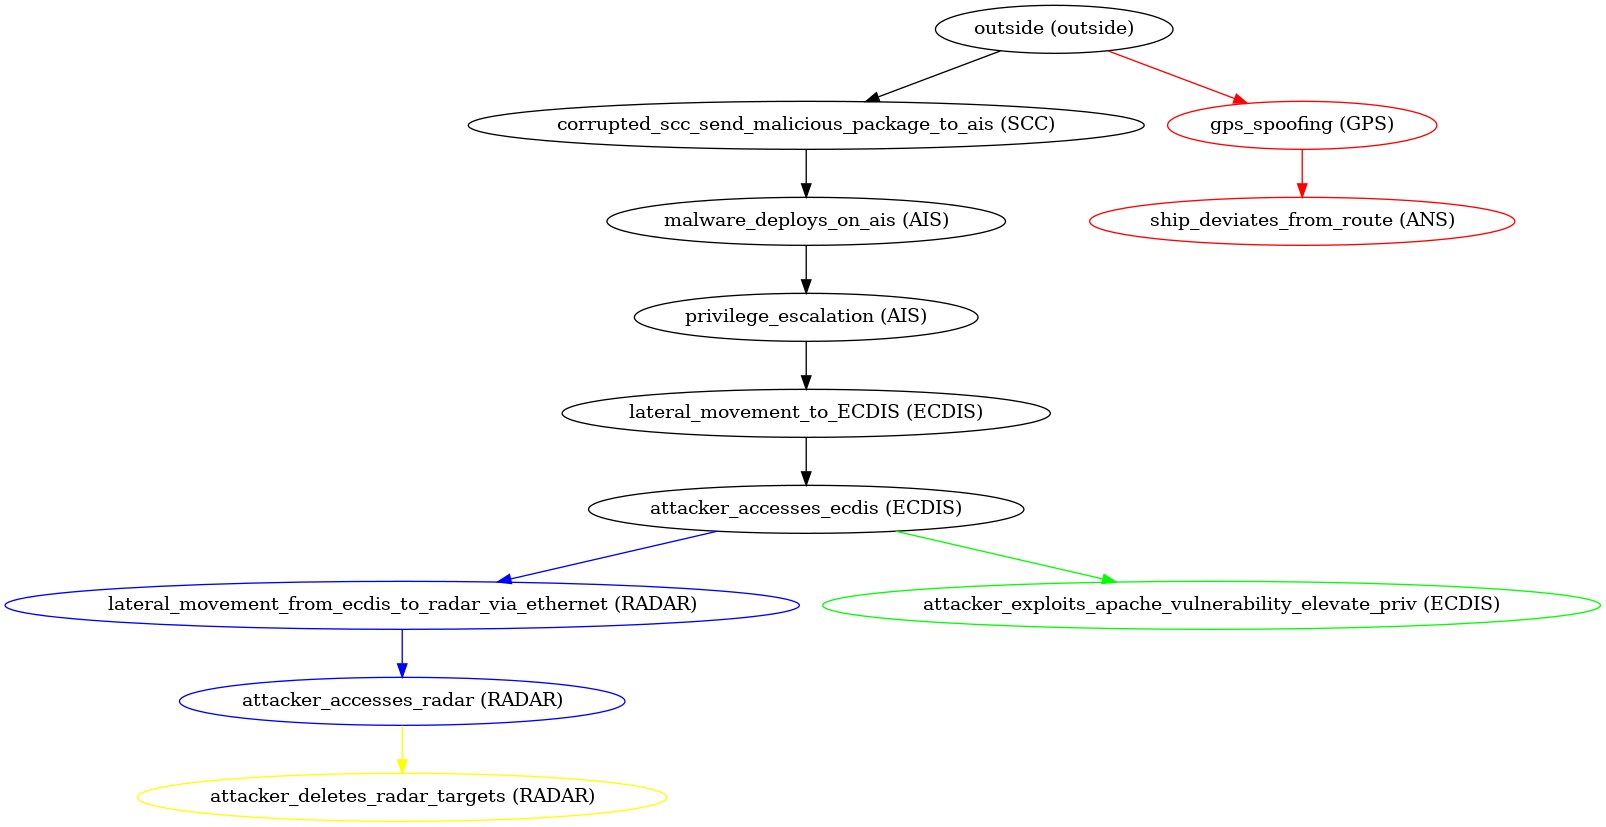 outside (outside)
corrupted_scc_send_malicious_package_to_ais (SCC)
gps_spoofing (GPS)
malware_deploys_on_ais (AIS)
ship_deviates_from_route (ANS)
privilege_escalation (AIS)
lateral_movement_to_ECDIS (ECDIS)
attacker_accesses_ecdis (ECDIS)
lateral_movement_from_ecdis_to_radar_via_ethernet (RADAR)
attacker_exploits_apache_vulnerability_elevate_priv (ECDIS)
attacker_accesses_radar (RADAR)
attacker_deletes_radar_targets (RADAR)